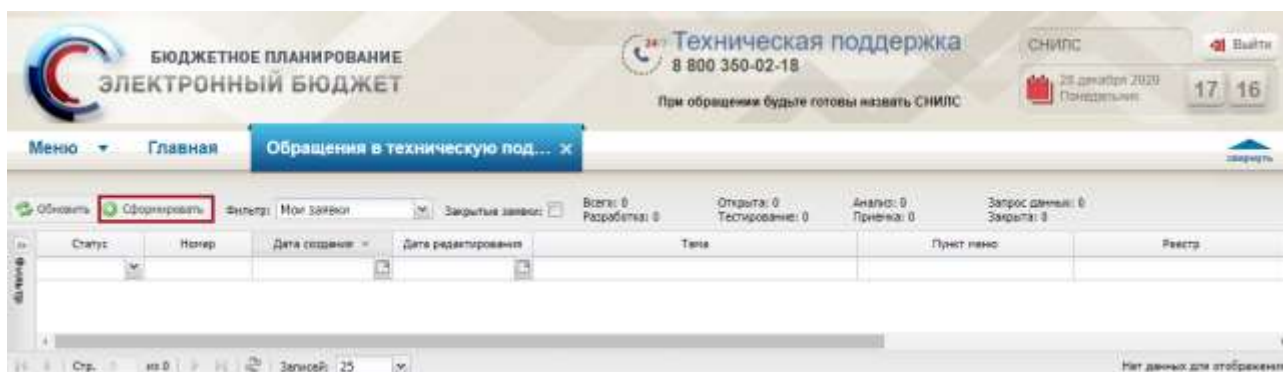 БЮДЖЕТНОЕ ПЛАНИРОВАНИЕ
ЭЛЕКТРОННЫЙ БЮДЖЕТ
24 Техническая поддержка
8 800 350-02-18
При обращении будьте готовы назвать СНИЛС
СНИЛС
Выйти
28 декабря 2020
Понедельник
17 16
Меню Главная Обращения в техническую под... ×
свернуть
Обновить Сформировать Фильтр: Мои заявки Закрытые заявки: Всего: 0 Открыта: 0 Анализ: 0 Запрос данных: 0
Разработка: 0 Тестирование: 0 Приемка: 0 Закрыта: 0
Статус Номер Дата создания Дата редактирования Тема Пункт меню Реестр
Фильтр
Стр. из 0 Записей: 25 Нет данных для отображения